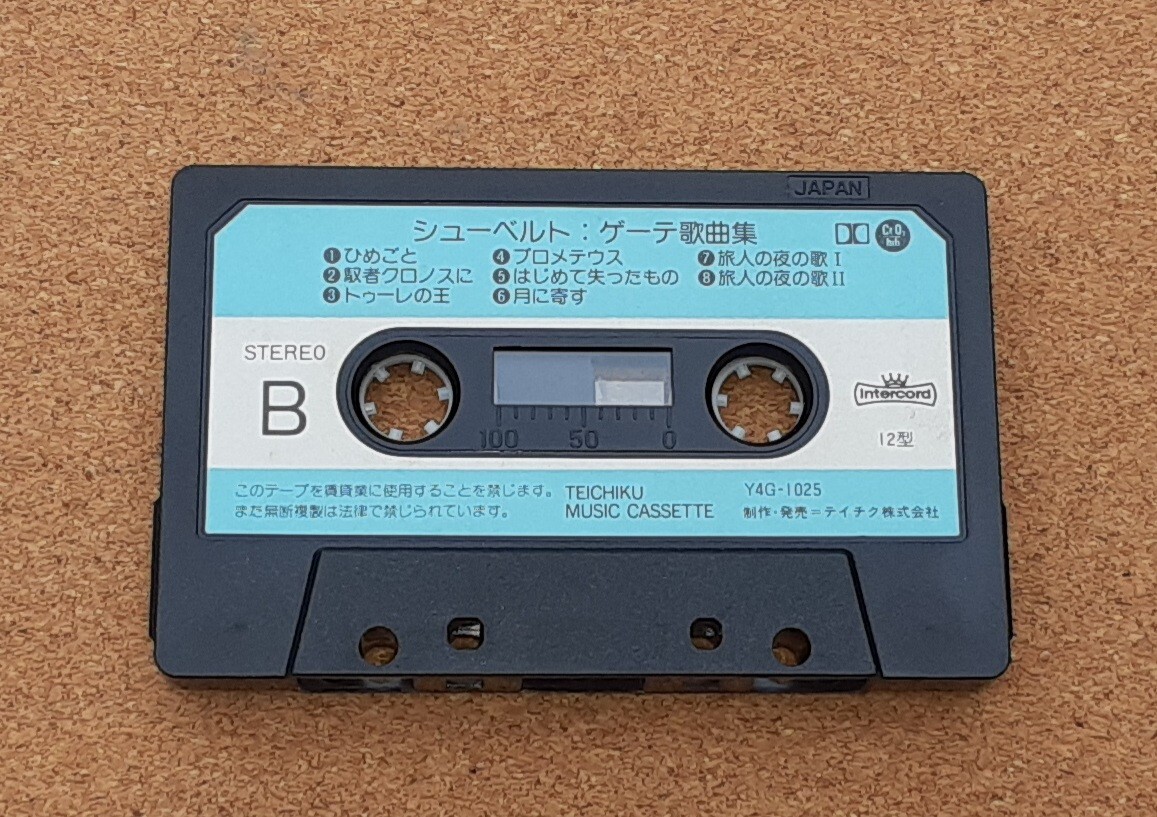 JAPAN
シューベルト：ゲーテ歌曲集
CrO₂
hifi
❶ひめごと
❷馭者クロノスに
❸トゥーレの王
❹プロメテウス
❺はじめて失ったもの
❻月に寄す
❼旅人の夜の歌Ⅰ
❽旅人の夜の歌Ⅱ
STEREO
B
100 50 0
Intercord
12型
このテープを賃貸業に使用することを禁じます。
また無断複製は法律で禁じられています。
TEICHIKU
MUSIC CASSETTE
Y4G-1025
制作・発売＝テイチク株式会社